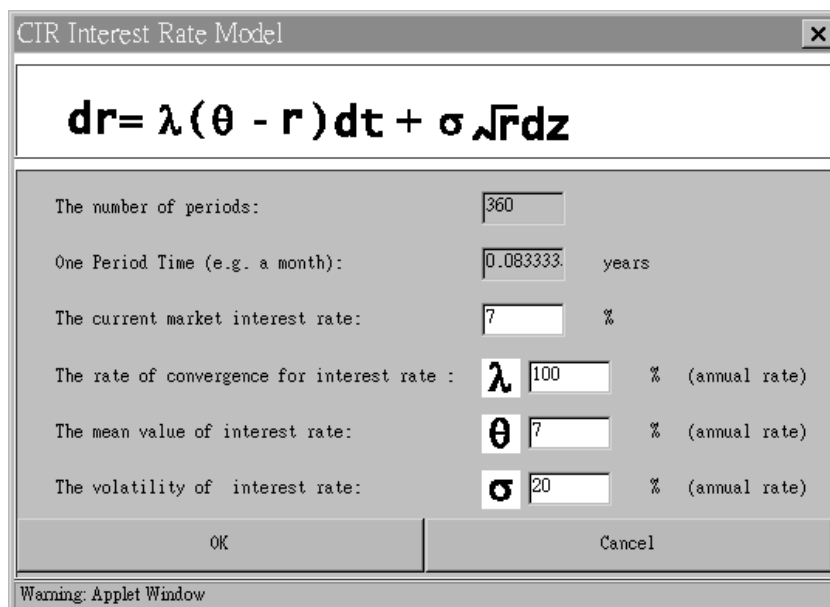 CIR Interest Rate Model
dr= λ(θ - r)dt + σ√rdz
The number of periods: 360
One Period Time (e.g. a month): 0.083333. years
The current market interest rate: 7 %
The rate of convergence for interest rate : λ 100 % (annual rate)
The mean value of interest rate: θ 7 % (annual rate)
The volatility of interest rate: σ 20 % (annual rate)
OK Cancel
Warning: Applet Window